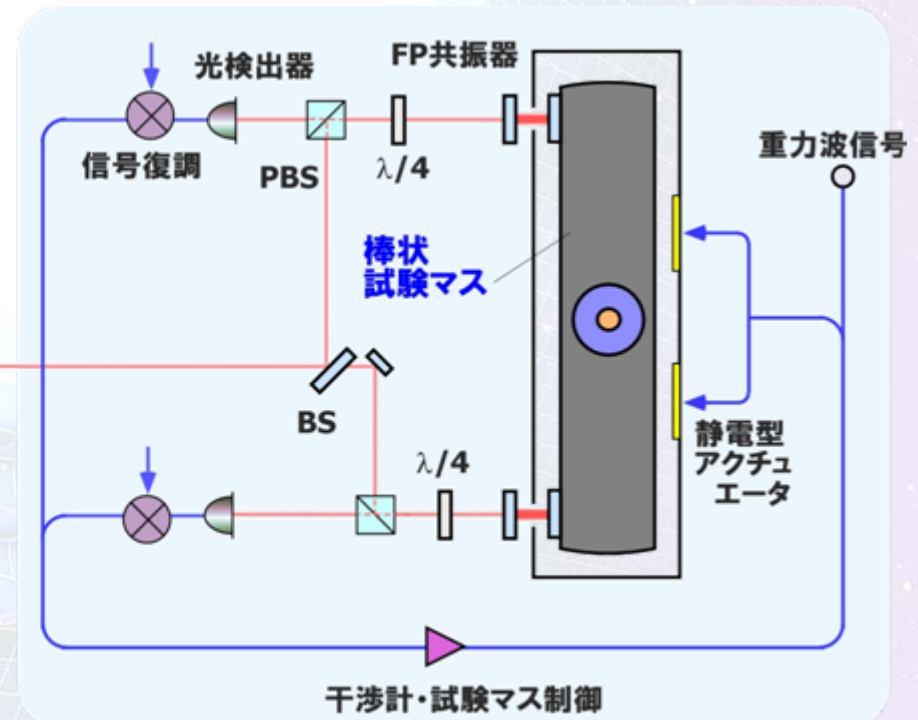 光検出器
FP共振器
信号復調
PBS
λ/4
重力波信号
棒状
試験マス
BS
λ/4
静電型
アクチュ
エータ
干渉計・試験マス制御